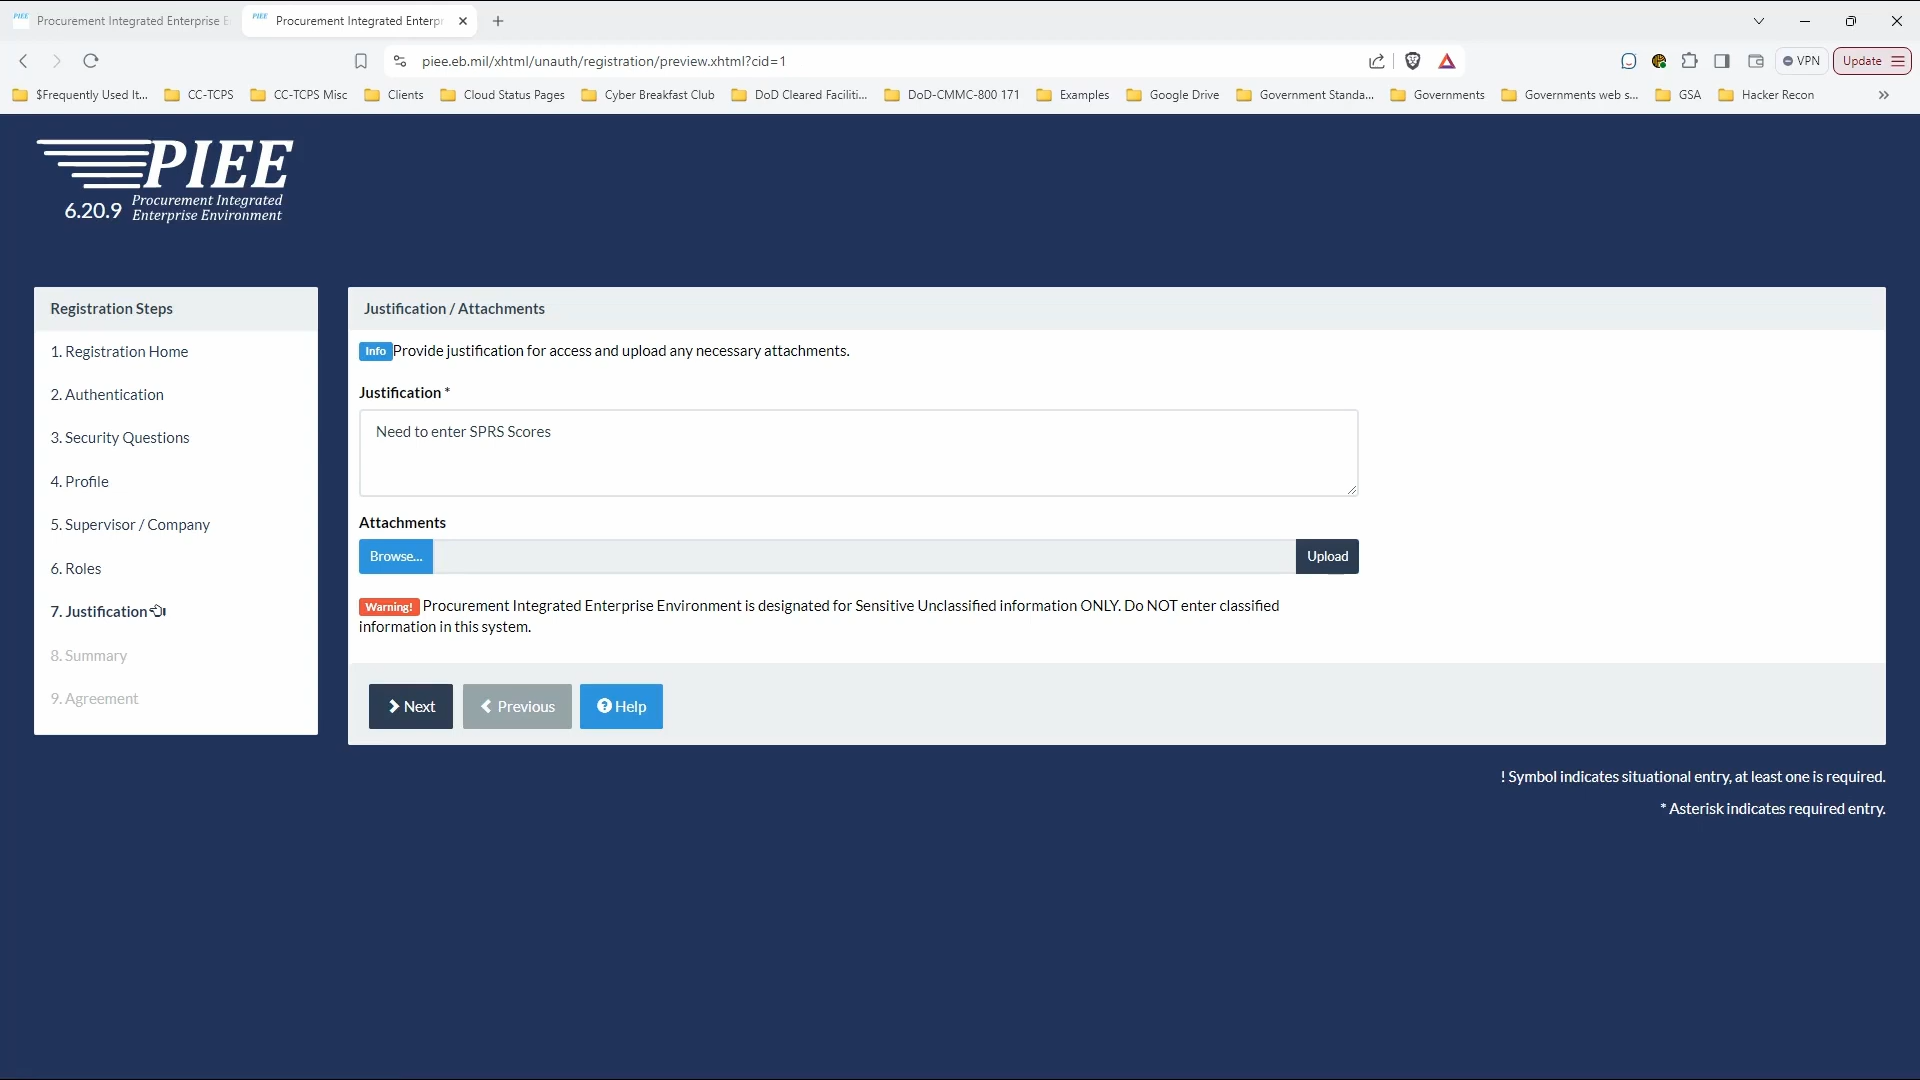 PIEE
Procurement Integrated Enterprise E
PIEE
Procurement Integrated Enterpr
piee.eb.mil/xhtml/unauth/registration/preview.xhtml?cid=1
VPN
Update
$Frequently Used It...
CC-TCPS
CC-TCPS Misc
Clients
Cloud Status Pages
Cyber Breakfast Club
DoD Cleared Faciliti...
DoD-CMMC-800 171
Examples
Google Drive
Government Standa...
Governments
Governments web s...
GSA
Hacker Recon
PIEE
6.20.9
Procurement Integrated
Enterprise Environment
Registration Steps
1. Registration Home
2. Authentication
3. Security Questions
4. Profile
5. Supervisor / Company
6. Roles
7. Justification
8. Summary
9. Agreement
Justification / Attachments
Info Provide justification for access and upload any necessary attachments.
Justification *
Need to enter SPRS Scores
Attachments
Browse...
Upload
Warning! Procurement Integrated Enterprise Environment is designated for Sensitive Unclassified information ONLY. Do NOT enter classified
information in this system.
Next
Previous
Help
! Symbol indicates situational entry, at least one is required.
* Asterisk indicates required entry.